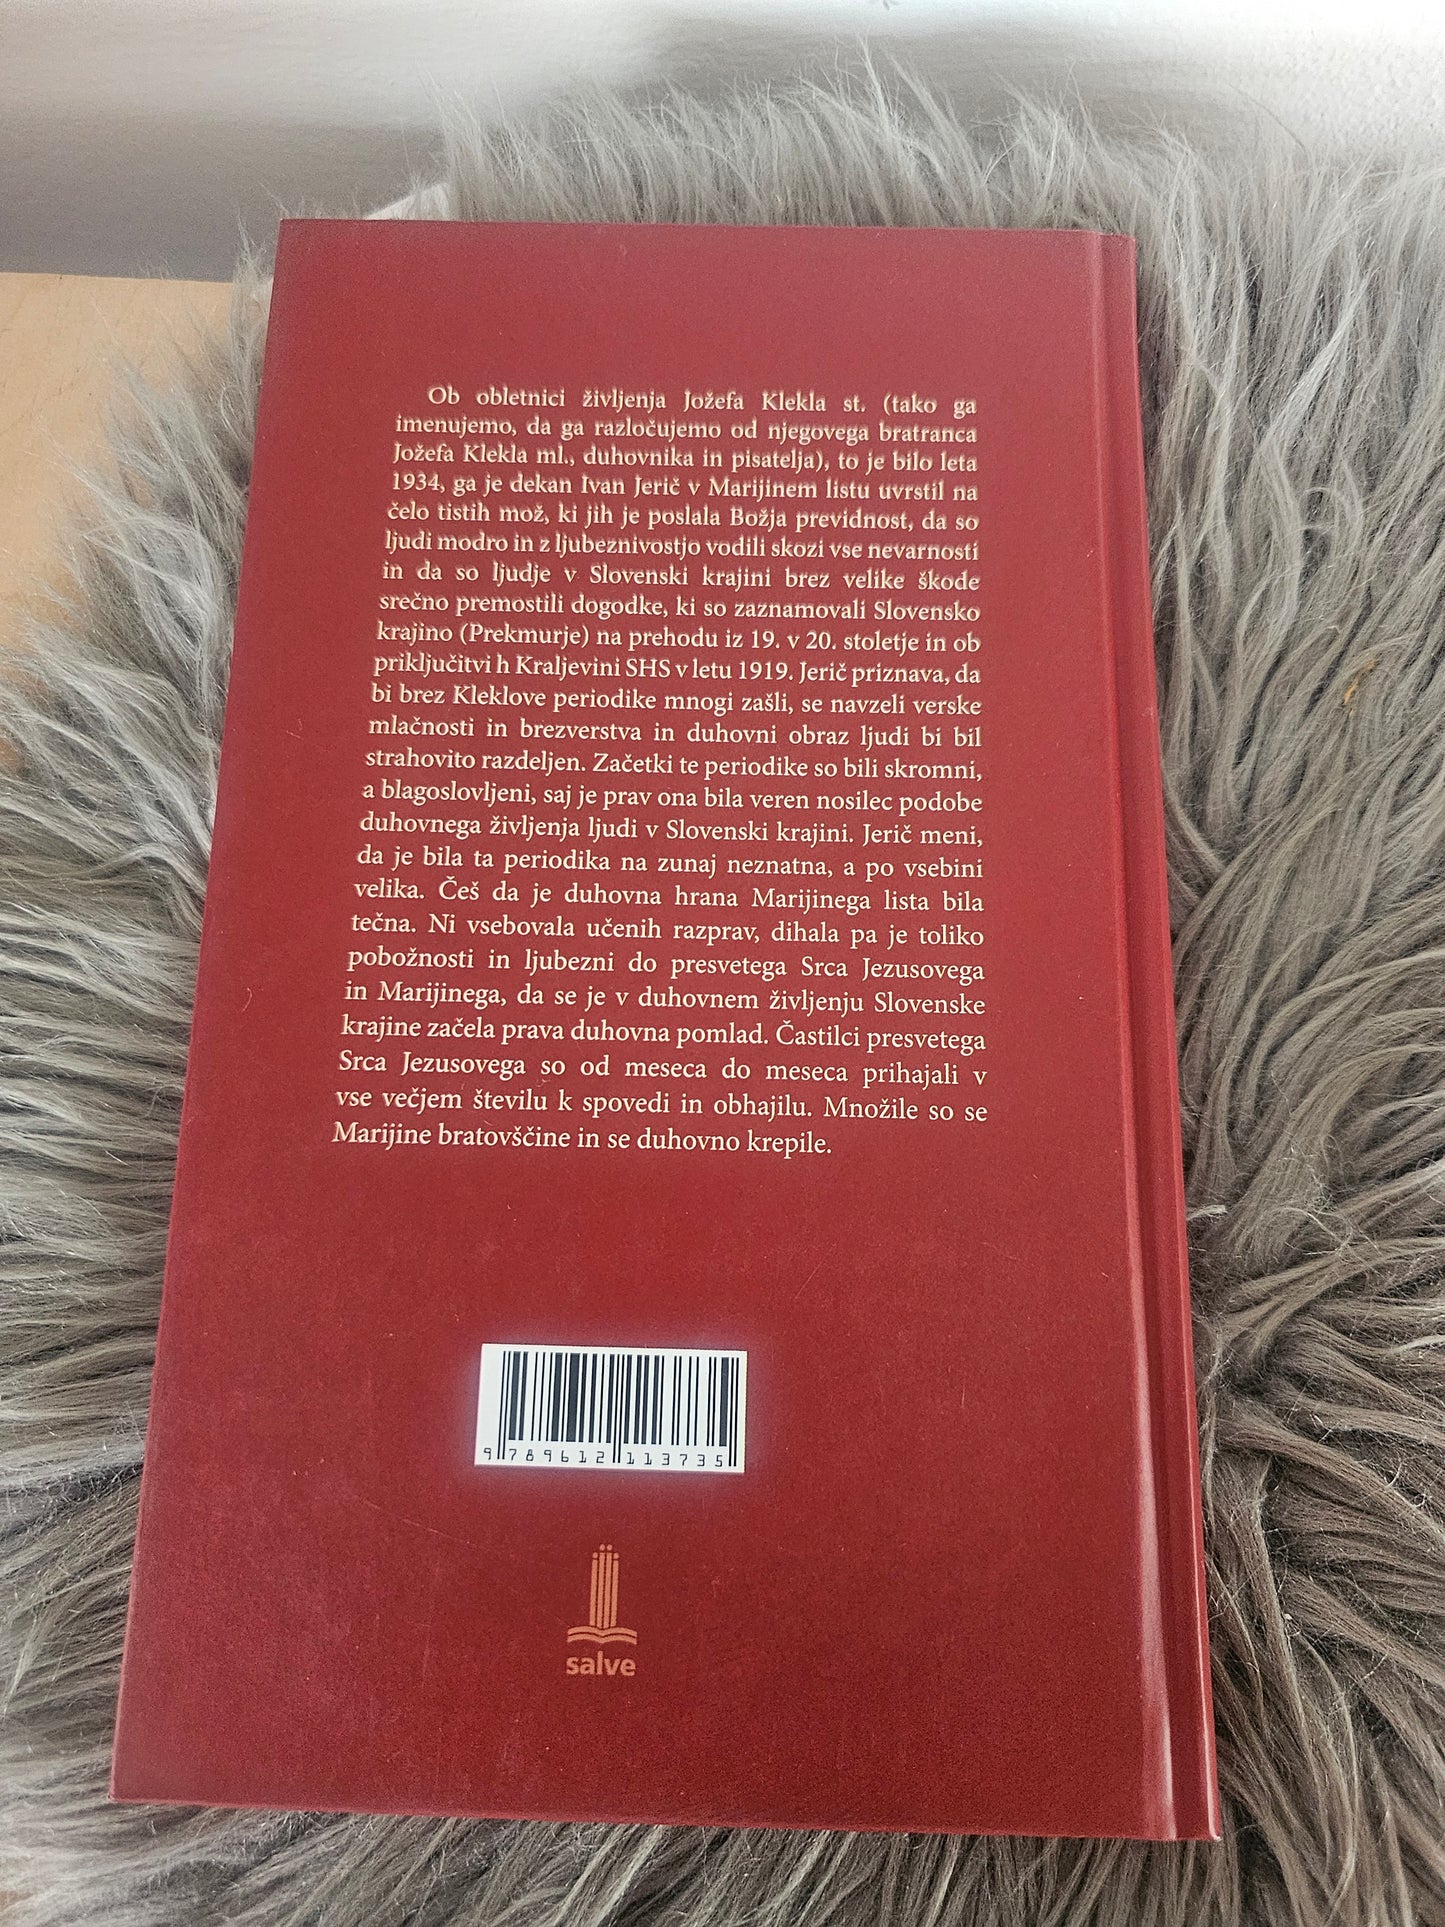 Ob obletnici življenja Jožefa Klekla st. (tako ga
imenujemo, da ga razločujemo od njegovega bratranca
Jožefa Klekla ml., duhovnika in pisatelja), to je bilo leta
1934, ga je dekan Ivan Jerič v Marijinem listu uvrstil na
čelo tistih mož, ki jih je poslala Božja previdnost, da so
ljudi modro in z ljubeznivostjo vodili skozi vse nevarnosti
in da so ljudje v Slovenski krajini brez velike škode
srečno premostili dogodke, ki so zaznamovali Slovensko
krajino (Prekmurje) na prehodu iz 19. v 20. stoletje in ob
priključitvi h Kraljevini SHS v letu 1919. Jerič priznava, da
bi brez Kleklove periodike mnogi zašli, se navzeli verske
mlačnosti in brezverstva in duhovni obraz ljudi bi bil
strahovito razdeljen. Začetki te periodike so bili skromni,
a blagoslovljeni, saj je prav ona bila veren nosilec podobe
duhovnega življenja ljudi v Slovenski krajini. Jerič meni,
da je bila ta periodika na zunaj neznatna, a po vsebini
velika. Češ da je duhovna hrana Marijinega lista bila
tečna. Ni vsebovala učenih razprav, dihala pa je toliko
pobožnosti in ljubezni do presvetega Srca Jezusovega
in Marijinega, da se je v duhovnem življenju Slovenske
krajine začela prava duhovna pomlad. Častilci presvetega
Srca Jezusovega so od meseca do meseca prihajali v
vse večjem številu k spovedi in obhajilu. Množile so se
Marijine bratovščine in se duhovno krepile.
9 789612 113735
salve